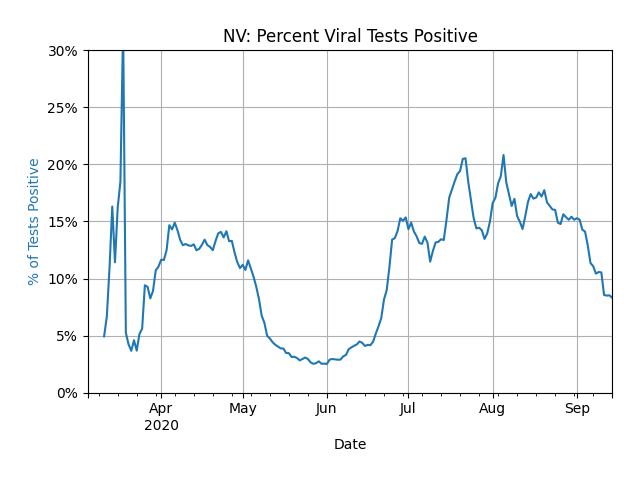 NV: Percent Viral Tests Positive
% of Tests Positive
30%
25%
20%
15%
10%
5%
0%
Apr May Jun Jul Aug Sep
2020
Date